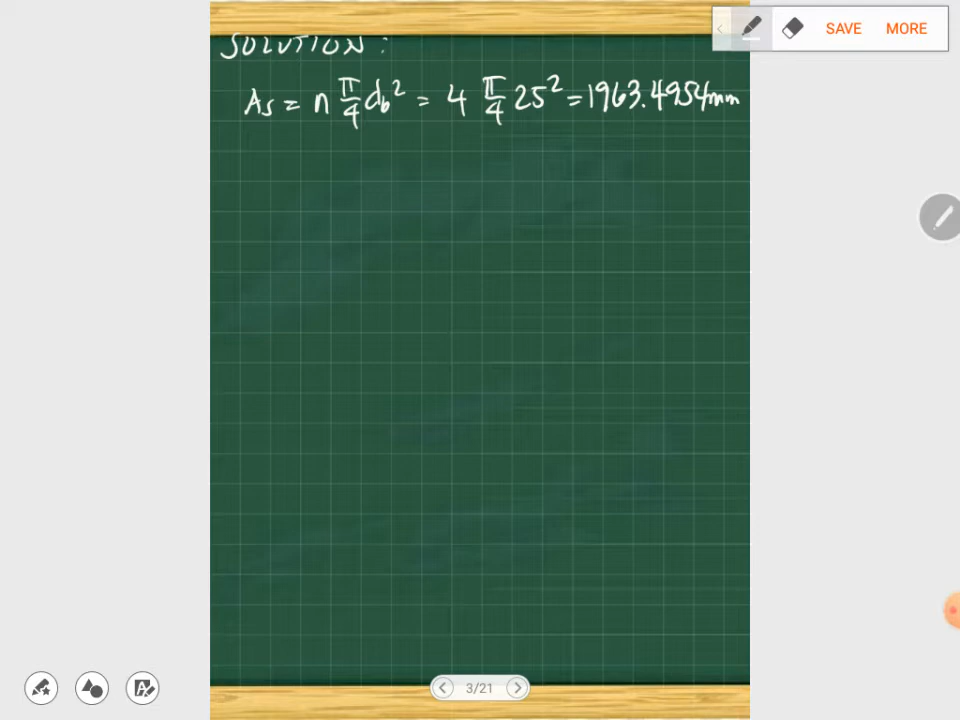 SAVE MORE
SOLUTION:
As = n π/4 db² = 4 π/4 25² = 1963.4954mm
3/21